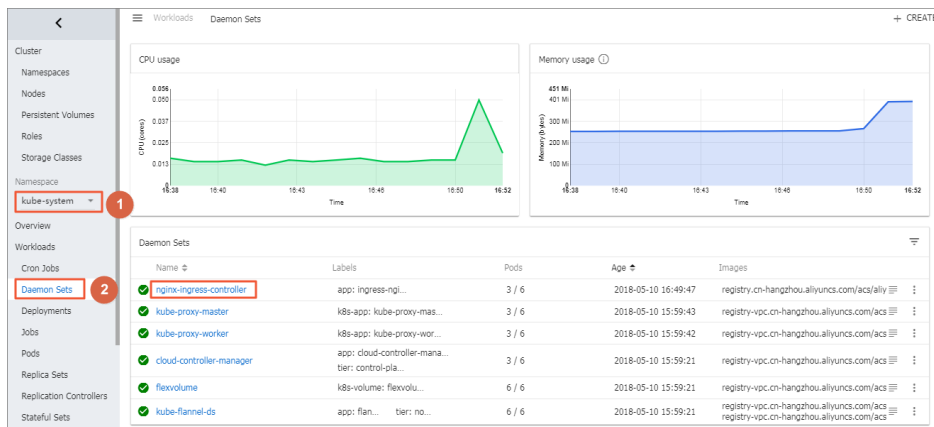 Workloads Daemon Sets + CREATE
Cluster
Namespaces
Nodes
Persistent Volumes
Roles
Storage Classes
Namespace
kube-system
1
Overview
Workloads
Cron Jobs
Daemon Sets
2
Deployments
Jobs
Pods
Replica Sets
Replication Controllers
Stateful Sets
CPU usage
CPU (cores)
0.056
0.050
0.037
0.025
0.013
0
16:38 16:40 16:43 16:46 16:50 16:52
Time
Memory usage
Memory (bytes)
451 Mi
401 Mi
300 Mi
200 Mi
100 Mi
0
16:38 16:40 16:43 16:46 16:50 16:52
Time
Daemon Sets
Name Labels Pods Age Images
nginx-ingress-controller app: ingress-ngi... 3 / 6 2018-05-10 16:49:47 registry.cn-hangzhou.aliyuncs.com/acs/aliy
kube-proxy-master k8s-app: kube-proxy-mas... 3 / 6 2018-05-10 15:59:43 registry-vpc.cn-hangzhou.aliyuncs.com/acs
kube-proxy-worker k8s-app: kube-proxy-wor... 3 / 6 2018-05-10 15:59:42 registry-vpc.cn-hangzhou.aliyuncs.com/acs
cloud-controller-manager app: cloud-controller-mana... 3 / 6 2018-05-10 15:59:21 registry-vpc.cn-hangzhou.aliyuncs.com/acs
tier: control-pla...
flexvolume k8s-volume: flexvolu... 6 / 6 2018-05-10 15:59:21 registry-vpc.cn-hangzhou.aliyuncs.com/acs
kube-flannel-ds app: flan... tier: no... 6 / 6 2018-05-10 15:59:21 registry-vpc.cn-hangzhou.aliyuncs.com/acs
registry-vpc.cn-hangzhou.aliyuncs.com/acs